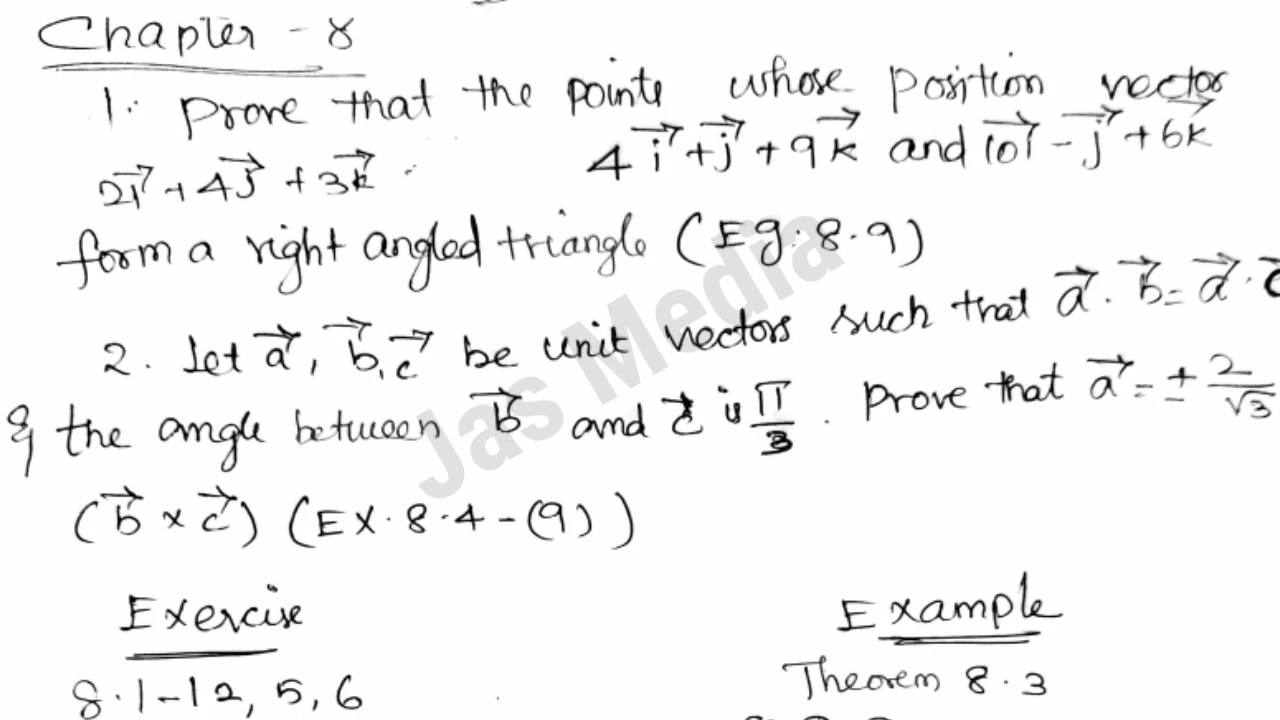 Chapter - 8
1. Prove that the points whose position vector
2i⃗ + 4j⃗ + 3k⃗ 4i⃗ + j⃗ + 9k⃗ and 10i⃗ - j⃗ + 6k⃗
form a right angled triangle (Eg. 8.9)
2. Let a⃗, b⃗, c⃗ be unit vectors such that a⃗ . b⃗ = a⃗ . c⃗
& the angle between b⃗ and c⃗ is π/3 . Prove that a⃗ = ± 2/√3
(b⃗ × c⃗) (EX. 8.4 - (9))
Exercise
8.1-12, 5, 6
Example
Theorem 8.3
Jas Media